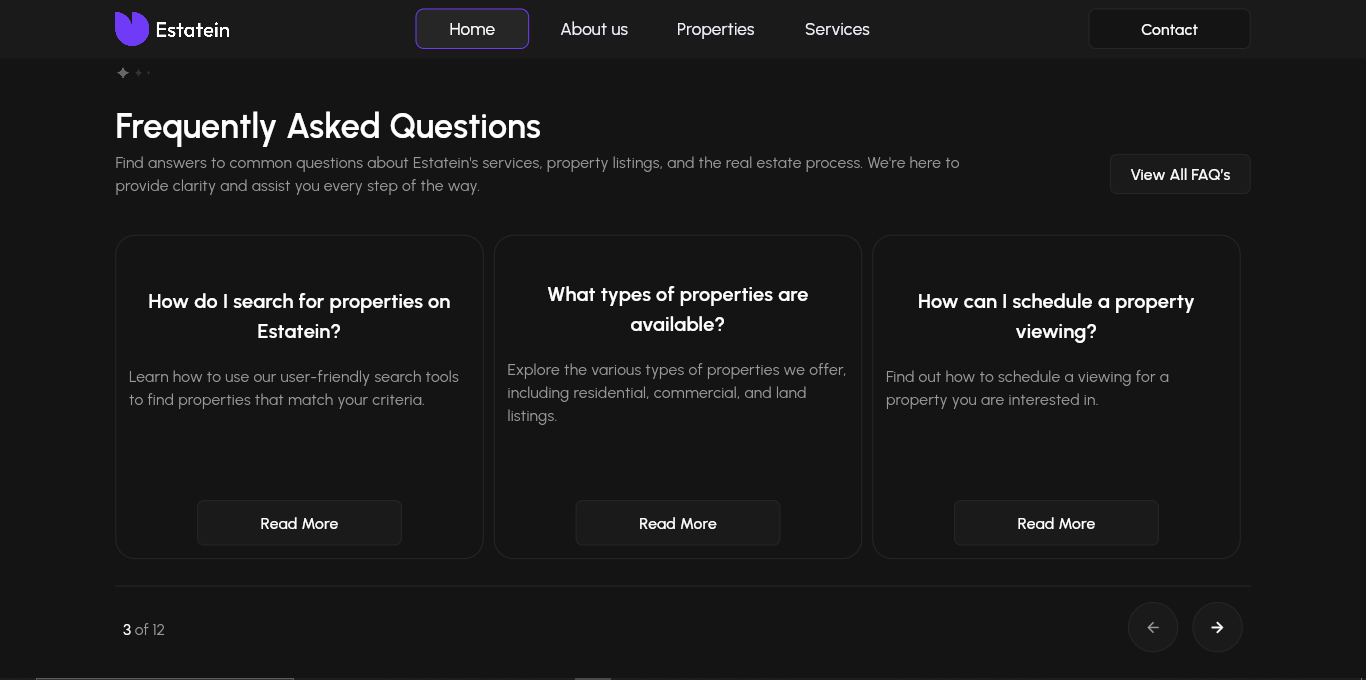 Estatein
Home
About us
Properties
Services
Contact
Frequently Asked Questions
Find answers to common questions about Estatein's services, property listings, and the real estate process. We're here to
provide clarity and assist you every step of the way.
View All FAQ's
How do I search for properties on
Estatein?
Learn how to use our user-friendly search tools
to find properties that match your criteria.
Read More
What types of properties are
available?
Explore the various types of properties we offer,
including residential, commercial, and land
listings.
Read More
How can I schedule a property
viewing?
Find out how to schedule a viewing for a
property you are interested in.
Read More
3 of 12